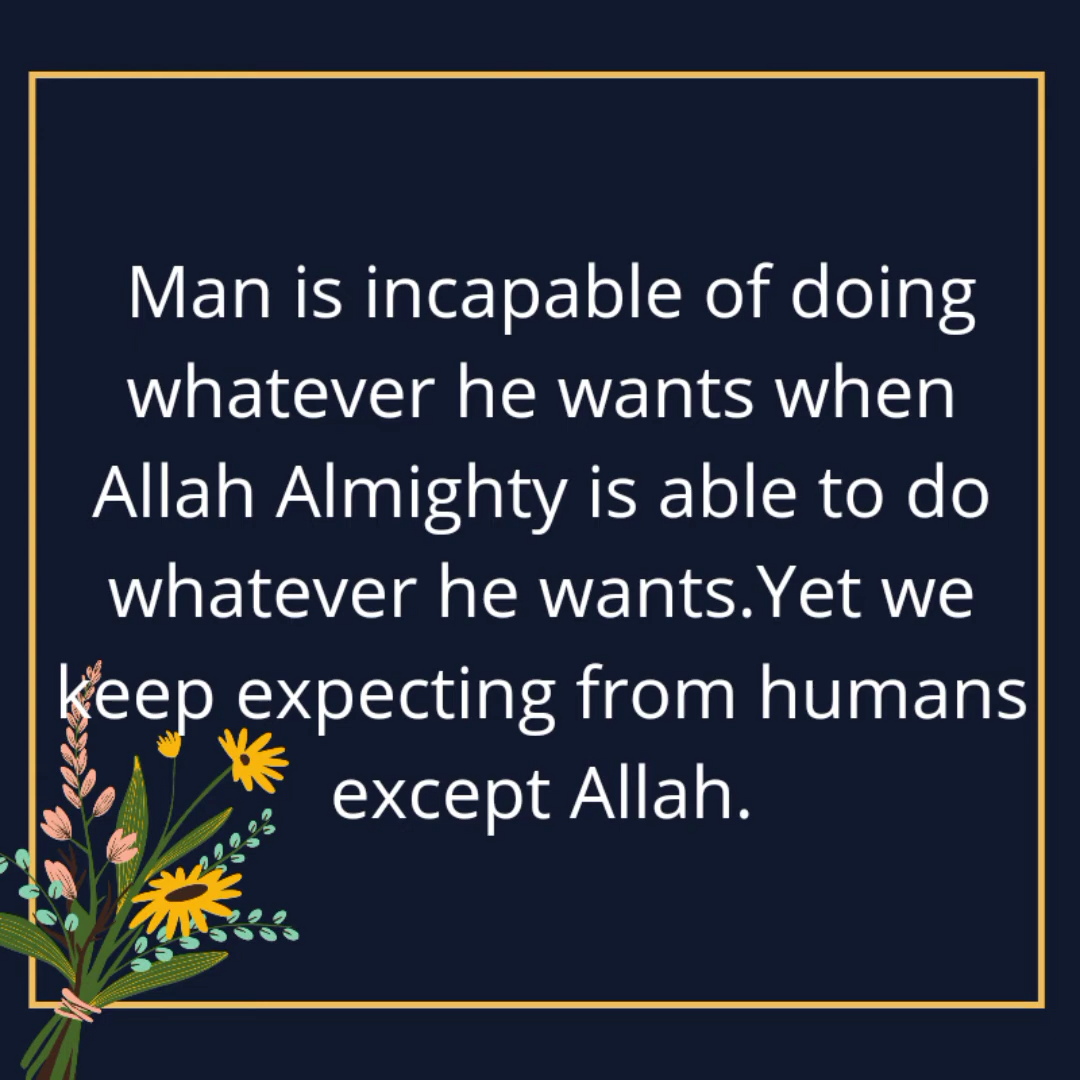 Man is incapable of doing
whatever he wants when
Allah Almighty is able to do
whatever he wants.Yet we
keep expecting from humans
except Allah.